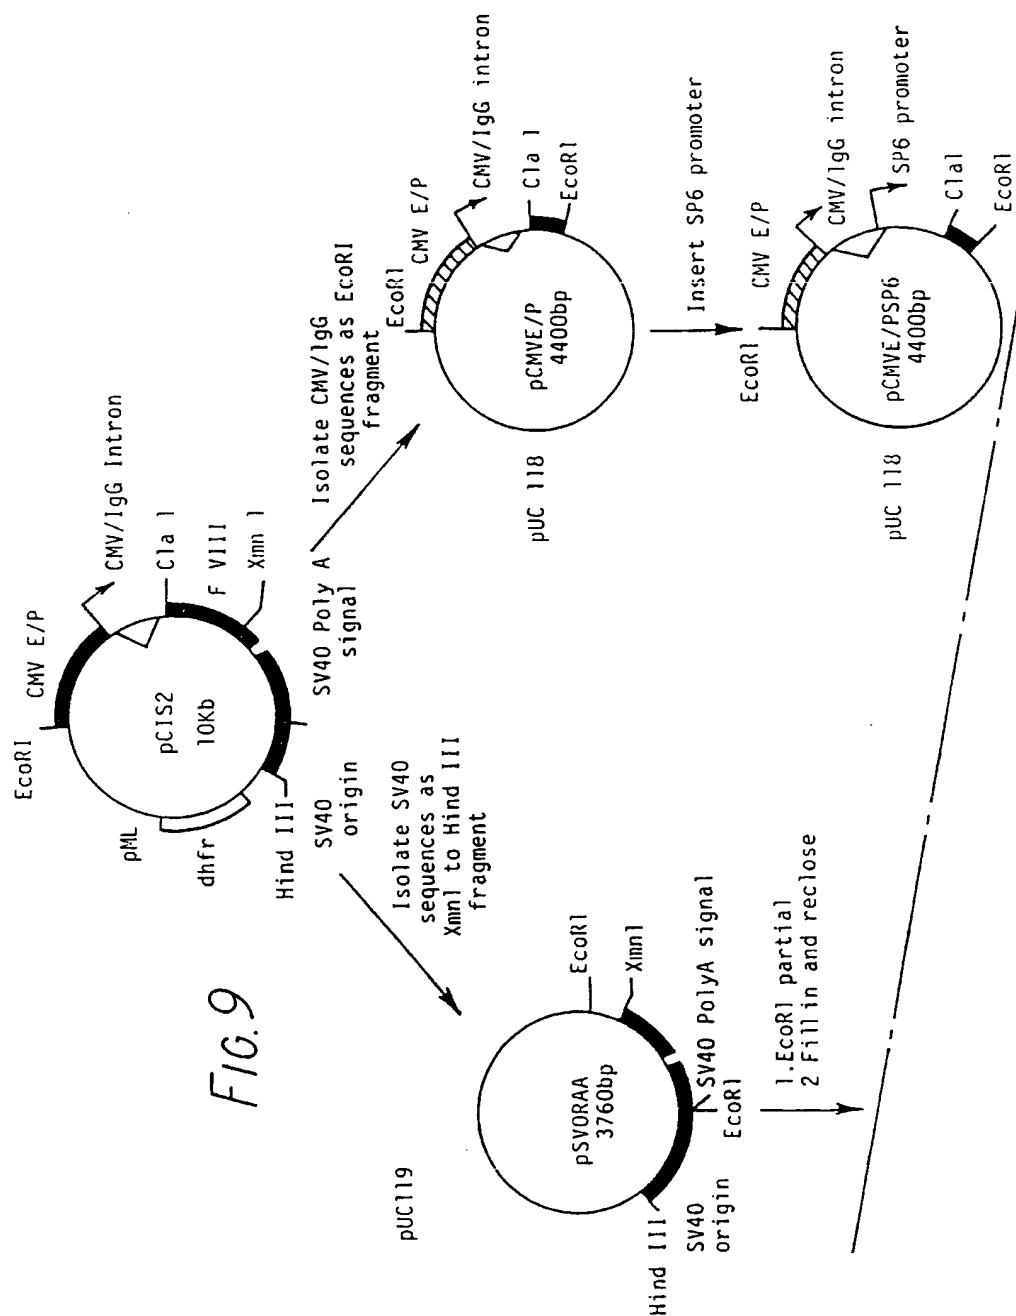 FIG. 9
EcoRI
CMV E/P
CMV/IgG Intron
Cla I
F VIII
Xmn I
pCIS2
10Kb
pML
dhfr
Hind III
SV40
origin
SV40 Poly A
signal
Isolate SV40
sequences as
XmnI to Hind III
fragment
Isolate CMV/IgG
sequences as EcoRI
fragment
pUC119
EcoRI
XmnI
pSVORAA
3760bp
SV40 PolyA signal
EcoRI
Hind III
SV40
origin
1.EcoRI partial
2 Fill in and reclose
EcoRI
CMV E/P
CMV/IgG intron
Cla I
EcoRI
pCMVE/P
4400bp
pUC 118
Insert SP6 promoter
EcoRI
CMV E/P
CMV/IgG intron
SP6 promoter
ClaI
EcoRI
pCMVE/PSP6
4400bp
pUC 118